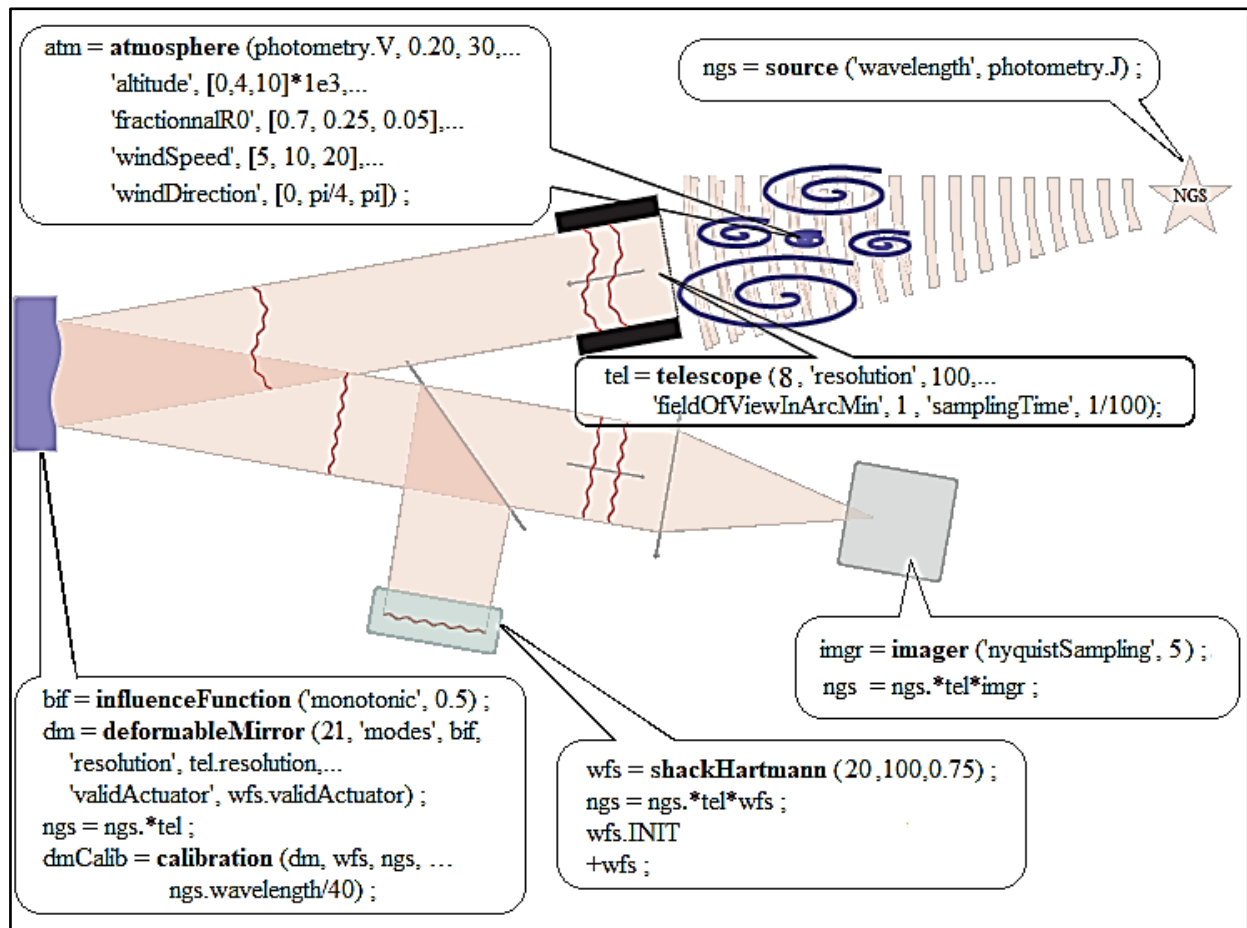 atm = atmosphere (photometry.V, 0.20, 30,...
'altitude', [0,4,10]*1e3,...
'fractionnalR0', [0.7, 0.25, 0.05],...
'windSpeed', [5, 10, 20],...
'windDirection', [0, pi/4, pi]) ;
ngs = source ('wavelength', photometry.J) ;
NGS
tel = telescope (8 , 'resolution' , 100,...
'fieldOfViewInArcMin', 1 , 'samplingTime', 1/100);
imgr = imager ('nyquistSampling', 5 ) ;
ngs = ngs.*tel*imgr ;
bif = influenceFunction ('monotonic', 0.5) ;
dm = deformableMirror (21, 'modes', bif,
'resolution', tel.resolution,...
'validActuator', wfs.validActuator) ;
ngs = ngs.*tel ;
dmCalib = calibration (dm, wfs, ngs, ...
ngs.wavelength/40) ;
wfs = shackHartmann (20 ,100,0.75) ;
ngs = ngs.*tel*wfs ;
wfs.INIT
+wfs ;